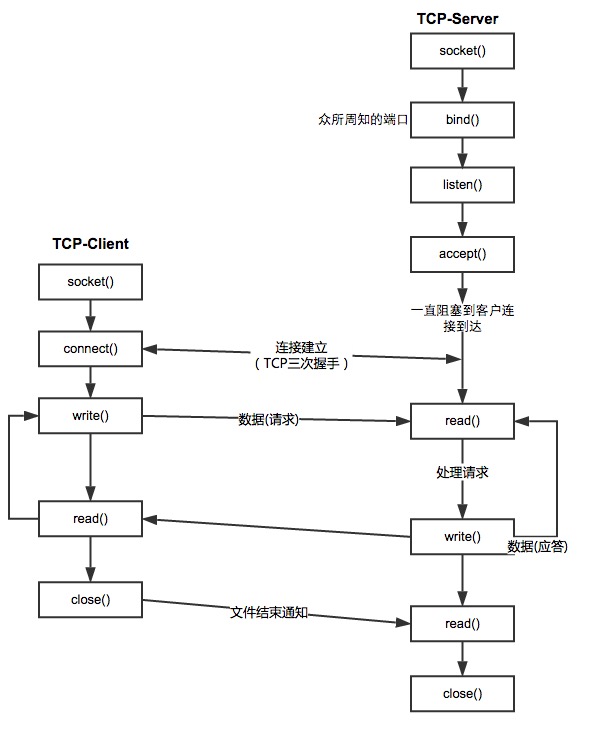 TCP-Server
socket()
众所周知的端口
bind()
listen()
TCP-Client
accept()
socket()
一直阻塞到客户连
接到达
connect()
连接建立
（TCP三次握手）
write()
数据(请求)
read()
处理请求
read()
write()
数据(应答)
close()
文件结束通知
read()
close()